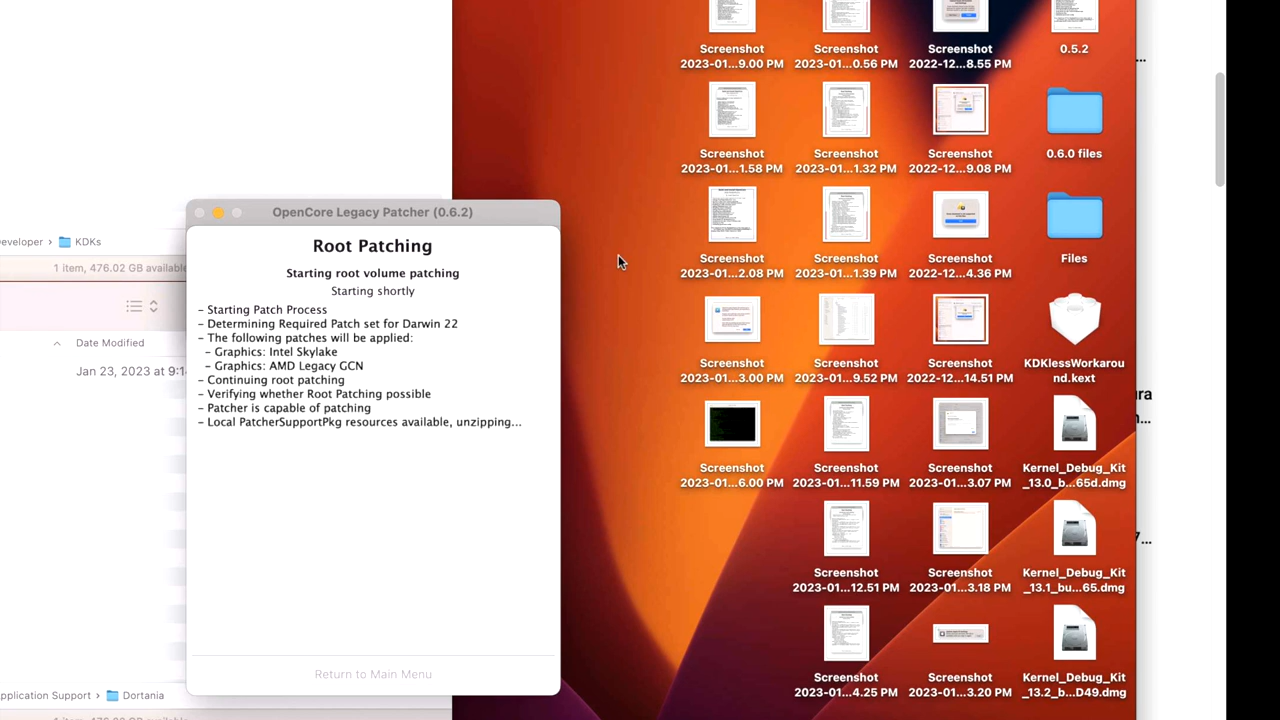 Screenshot
2023-01...9.00 PM
Screenshot
2023-01...0.56 PM
Screenshot
2022-12...8.55 PM
0.5.2
...
Screenshot
2023-01...1.58 PM
Screenshot
2023-01...1.32 PM
Screenshot
2022-12...9.08 PM
0.6.0 files
Screenshot
2023-01...2.08 PM
Screenshot
2023-01...1.39 PM
Screenshot
2022-12...4.36 PM
Files
Screenshot
2023-01...3.00 PM
Screenshot
2023-01...9.52 PM
Screenshot
2022-12...14.51 PM
KDKlessWorkarou
nd.kext
ura
...
Screenshot
2023-01...6.00 PM
Screenshot
2023-01...11.59 PM
Screenshot
2023-01...3.07 PM
Kernel_Debug_Kit
_13.0_b...65d.dmg
7...
Screenshot
2023-01...12.51 PM
Screenshot
2023-01...3.18 PM
Kernel_Debug_Kit
_13.1_bu...65.dmg
Screenshot
2023-01...4.25 PM
Screenshot
2023-01...3.20 PM
Kernel_Debug_Kit
_13.2_b...D49.dmg
eveloper › KDKs
1 item, 476.02 GB available
Date Modified
Jan 23, 2023 at 9:1
pplication Support › Dortania
OpenCore Legacy Patcher (0.6.2)
Root Patching
Starting root volume patching
Starting shortly
- Starting Patch Process
- Determining Required Patch set for Darwin 22
- The following patches will be applied:
- Graphics: Intel Skylake
- Graphics: AMD Legacy GCN
- Continuing root patching
- Verifying whether Root Patching possible
- Patcher is capable of patching
- Local PatcherSupportPkg resources available, unzipping...
Return to Main Menu